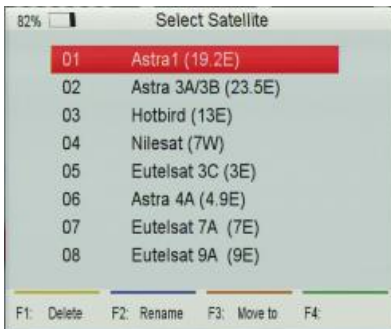 82% Select Satellite
01 Astra1 (19.2E)
02 Astra 3A/3B (23.5E)
03 Hotbird (13E)
04 Nilesat (7W)
05 Eutelsat 3C (3E)
06 Astra 4A (4.9E)
07 Eutelsat 7A (7E)
08 Eutelsat 9A (9E)
F1: Delete F2: Rename F3: Move to F4: